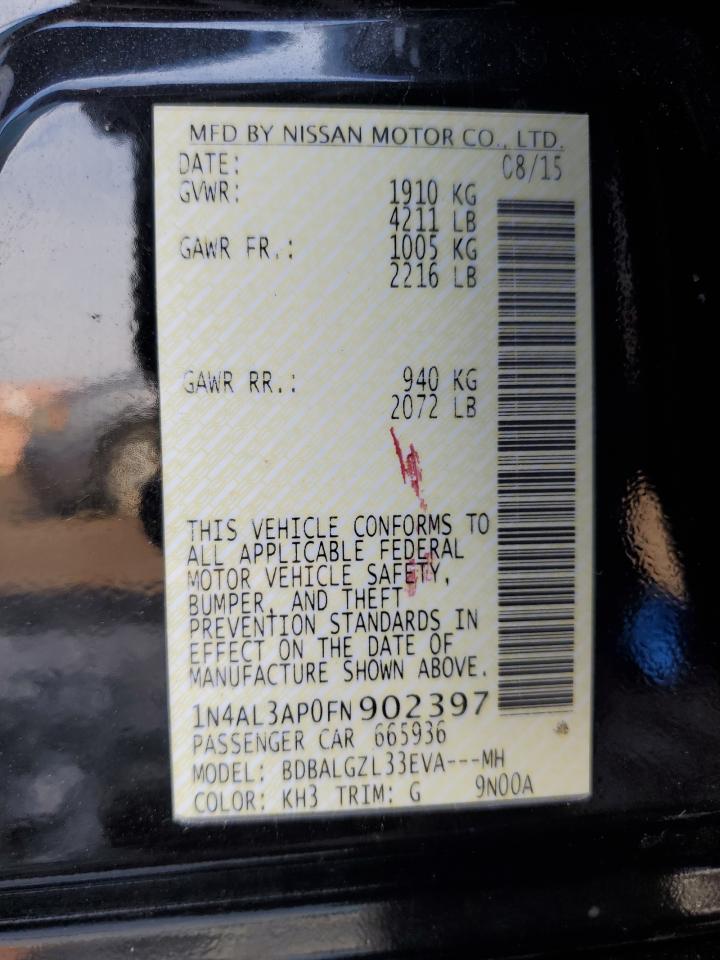 MFD BY NISSAN MOTOR CO., LTD.
DATE: 08/15
GVWR: 1910 KG
4211 LB
GAWR FR.: 1005 KG
2216 LB
GAWR RR.: 940 KG
2072 LB
THIS VEHICLE CONFORMS TO
ALL APPLICABLE FEDERAL
MOTOR VEHICLE SAFETY,
BUMPER, AND THEFT
PREVENTION STANDARDS IN
EFFECT ON THE DATE OF
MANUFACTURE SHOWN ABOVE.
1N4AL3AP0FN902397
PASSENGER CAR 665936
MODEL: BDBALGZL33EVA---MH
COLOR: KH3 TRIM: G 9N00A